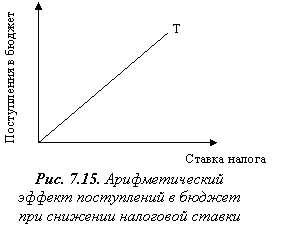 Поступления в бюджет
Т
Ставка налога
Рис. 7.15. Арифметический
эффект поступлений в бюджет
при снижении налоговой ставки